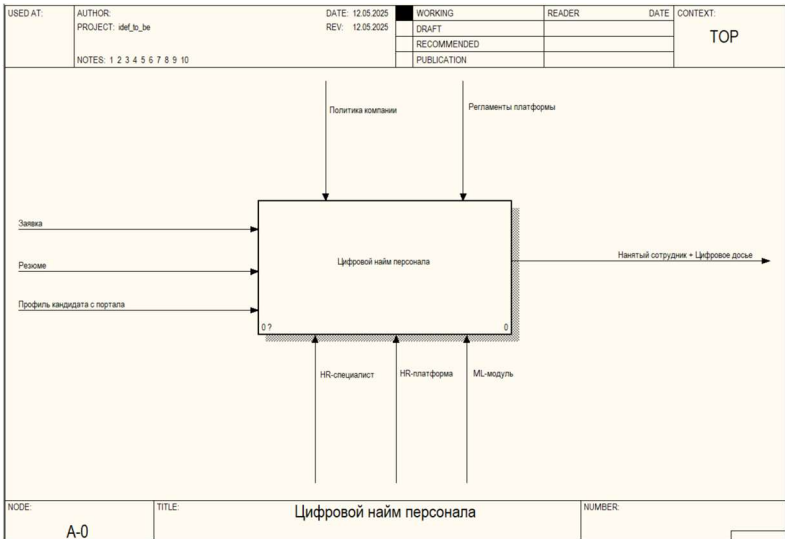 USED AT:
AUTHOR:
DATE: 12.05.2025
WORKING
READER
DATE
CONTEXT:
PROJECT: idef_to_be
REV: 12.05.2025
DRAFT
TOP
RECOMMENDED
NOTES: 1 2 3 4 5 6 7 8 9 10
PUBLICATION
Политика компании
Регламенты платформы
Заявка
Резюме
Профиль кандидата с портала
Цифровой найм персонала
0 ?
0
Нанятый сотрудник + Цифровое досье
HR-специалист
HR-платформа
ML-модуль
NODE:
A-0
TITLE:
Цифровой найм персонала
NUMBER: